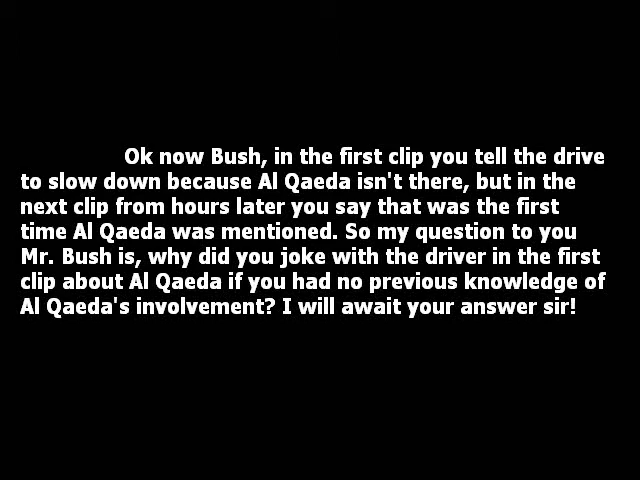 Ok now Bush, in the first clip you tell the drive
to slow down because Al Qaeda isn't there, but in the
next clip from hours later you say that was the first
time Al Qaeda was mentioned. So my question to you
Mr. Bush is, why did you joke with the driver in the first
clip about Al Qaeda if you had no previous knowledge of
Al Qaeda's involvement? I will await your answer sir!